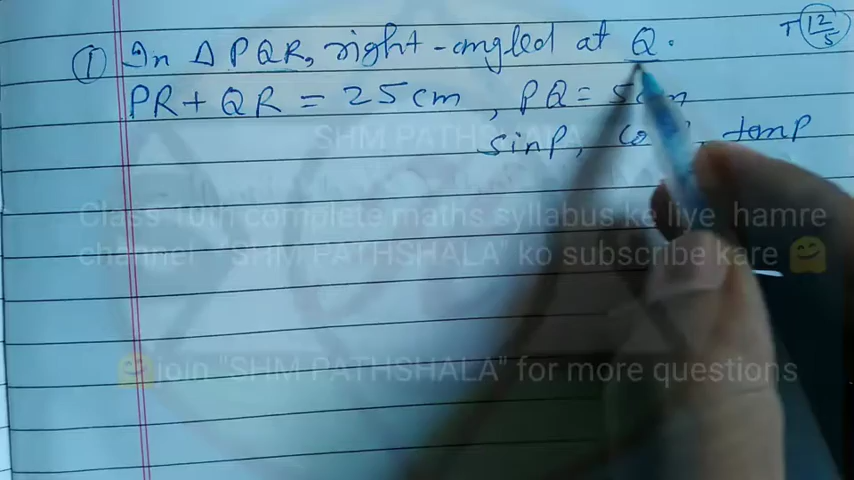 ① In Δ PQR, right-angled at Q. T 12/5
PR + QR = 25 cm, PQ = 5 cm
SHM PATHSHALA
sinP, tanP
Class 10th complete maths syllabus ke liye hamre
channel "SHM PATHSHALA" ko subscribe kare 🤗
🤗join "SHM PATHSHALA" for more questions